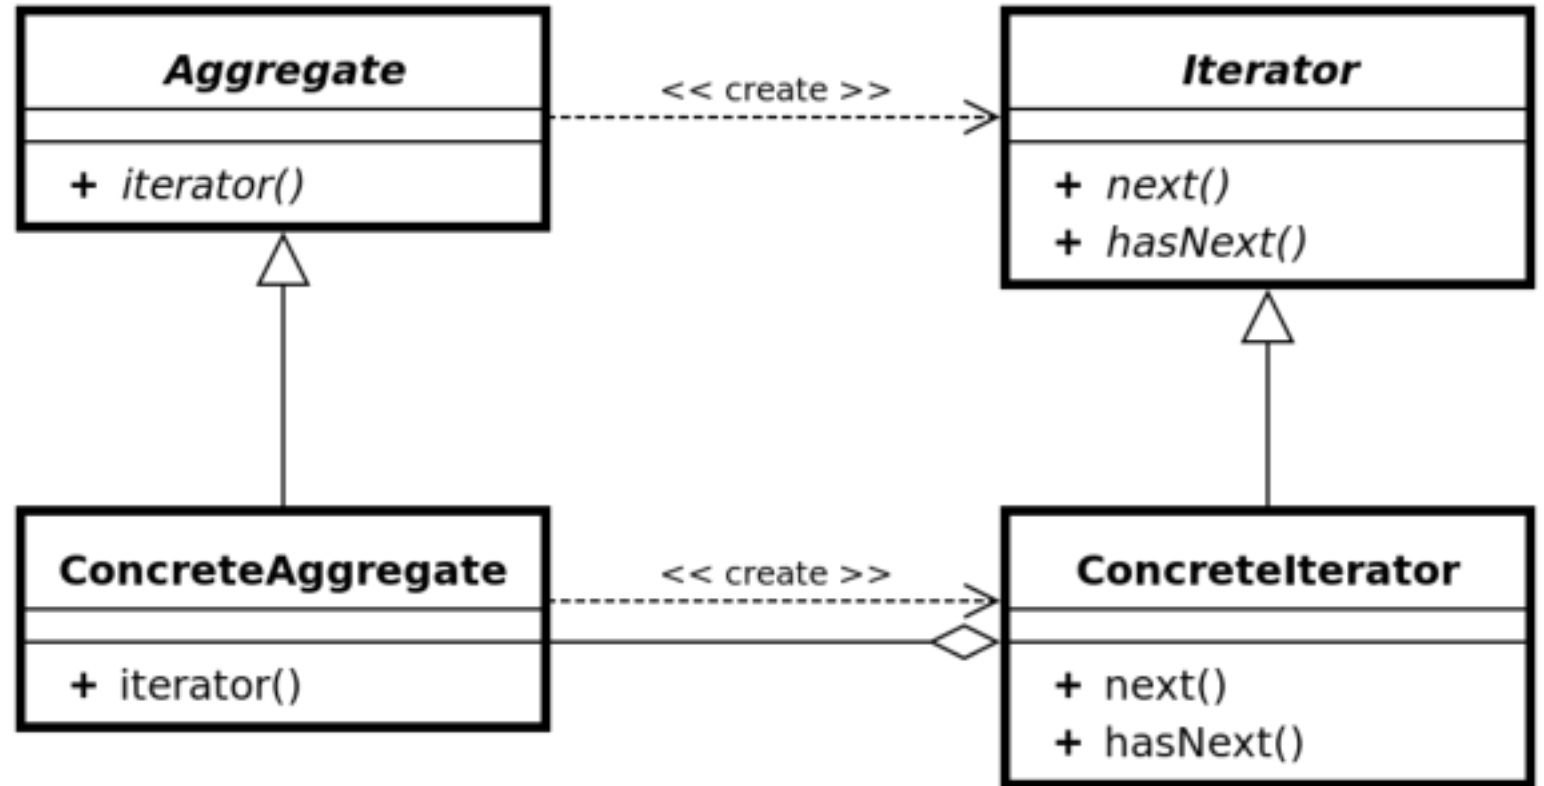 Aggregate
+ iterator()
<< create >>
Iterator
+ next()
+ hasNext()
ConcreteAggregate
+ iterator()
<< create >>
ConcreteIterator
+ next()
+ hasNext()